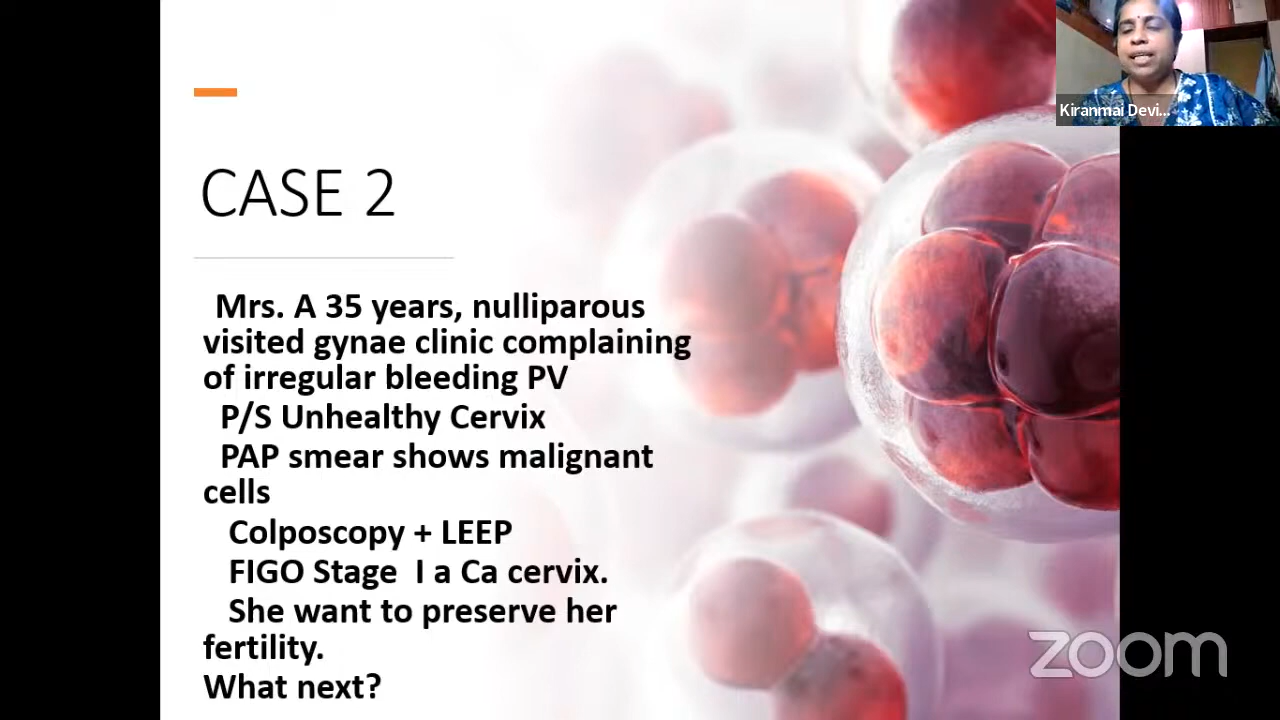 Kiranmai Devi...
CASE 2
Mrs. A 35 years, nulliparous
visited gynae clinic complaining
of irregular bleeding PV
P/S Unhealthy Cervix
PAP smear shows malignant
cells
Colposcopy + LEEP
FIGO Stage I a Ca cervix.
She want to preserve her
fertility.
What next?
zoom